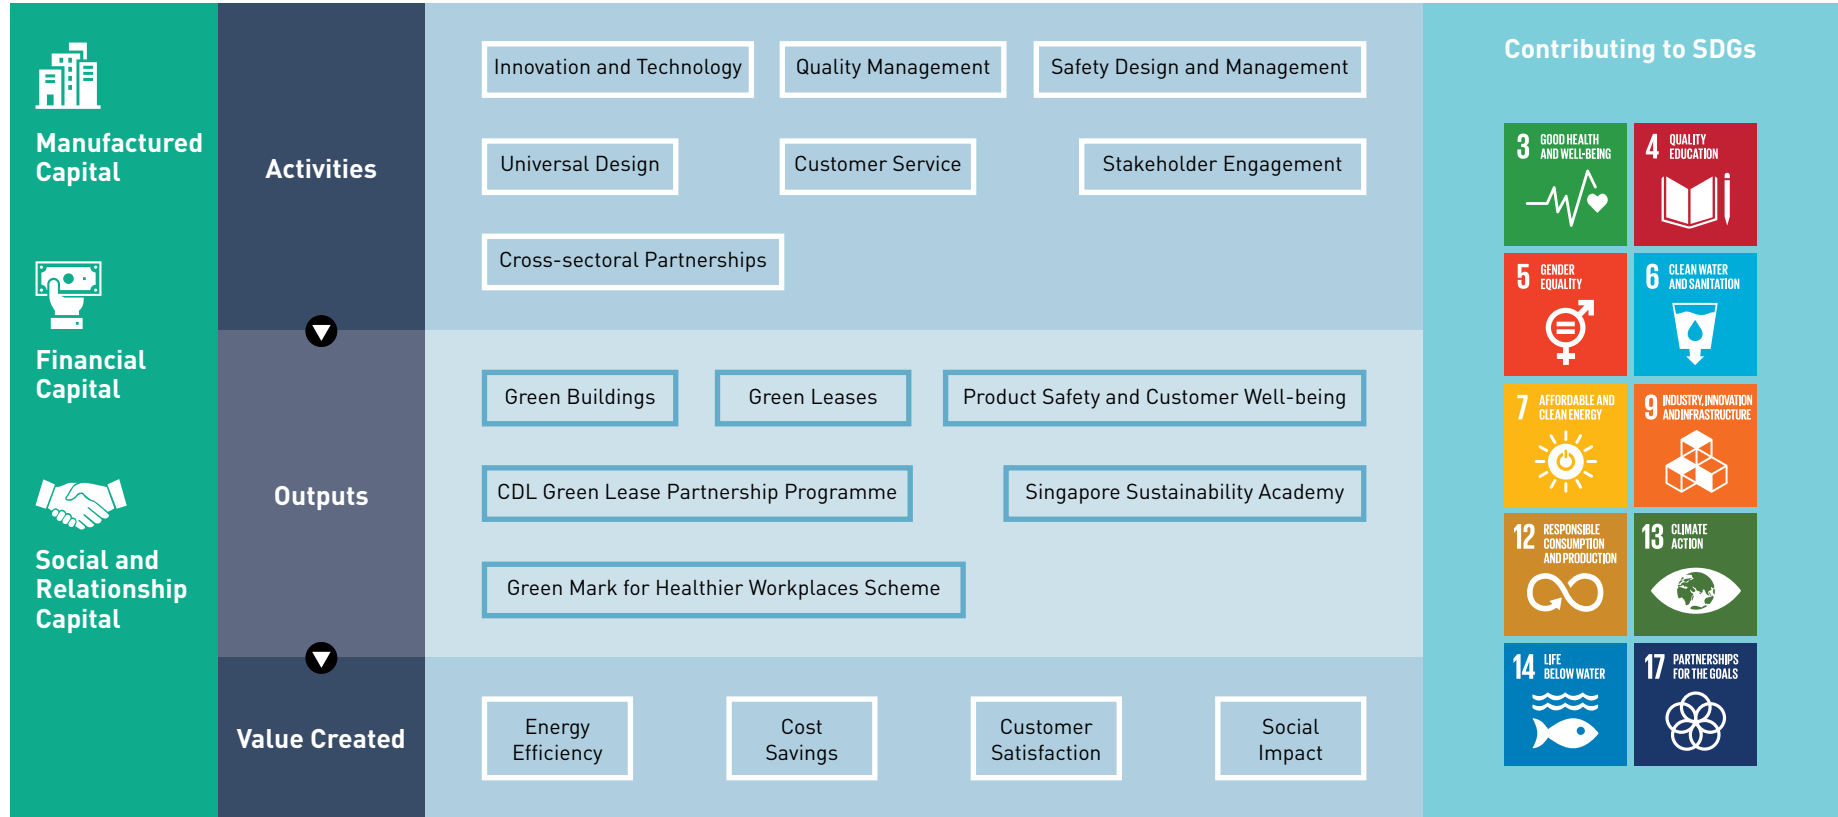 Manufactured
Capital
Financial
Capital
Social and
Relationship
Capital
Activities
Innovation and Technology
Quality Management
Safety Design and Management
Universal Design
Customer Service
Stakeholder Engagement
Cross-sectoral Partnerships
Outputs
Green Buildings
Green Leases
Product Safety and Customer Well-being
CDL Green Lease Partnership Programme
Singapore Sustainability Academy
Green Mark for Healthier Workplaces Scheme
Value Created
Energy
Efficiency
Cost
Savings
Customer
Satisfaction
Social
Impact
Contributing to SDGs
3 GOOD HEALTH
AND WELL-BEING
4 QUALITY
EDUCATION
5 GENDER
EQUALITY
6 CLEAN WATER
AND SANITATION
7 AFFORDABLE AND
CLEAN ENERGY
9 INDUSTRY, INNOVATION
AND INFRASTRUCTURE
12 RESPONSIBLE
CONSUMPTION
AND PRODUCTION
13 CLIMATE
ACTION
14 LIFE
BELOW WATER
17 PARTNERSHIPS
FOR THE GOALS